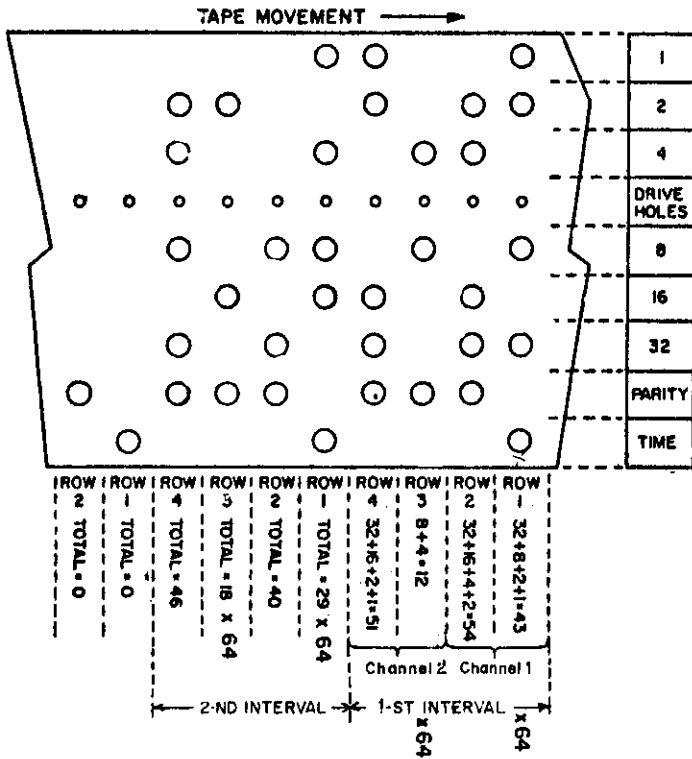 TAPE MOVEMENT
1
2
4
DRIVE HOLES
8
16
32
PARITY
TIME
ROW 2 TOTAL = 0
ROW 1 TOTAL = 0
ROW 4 TOTAL = 46
ROW 3 TOTAL = 18 x 64
ROW 2 TOTAL = 40
ROW 1 TOTAL = 29 x 64
ROW 4 32+16+2+1=51
ROW 3 8+4=12
ROW 2 32+16+4+2=54
ROW 1 32+8+2+1=43
Channel 2
Channel 1
2-ND INTERVAL
1-ST INTERVAL
x 64
x 64